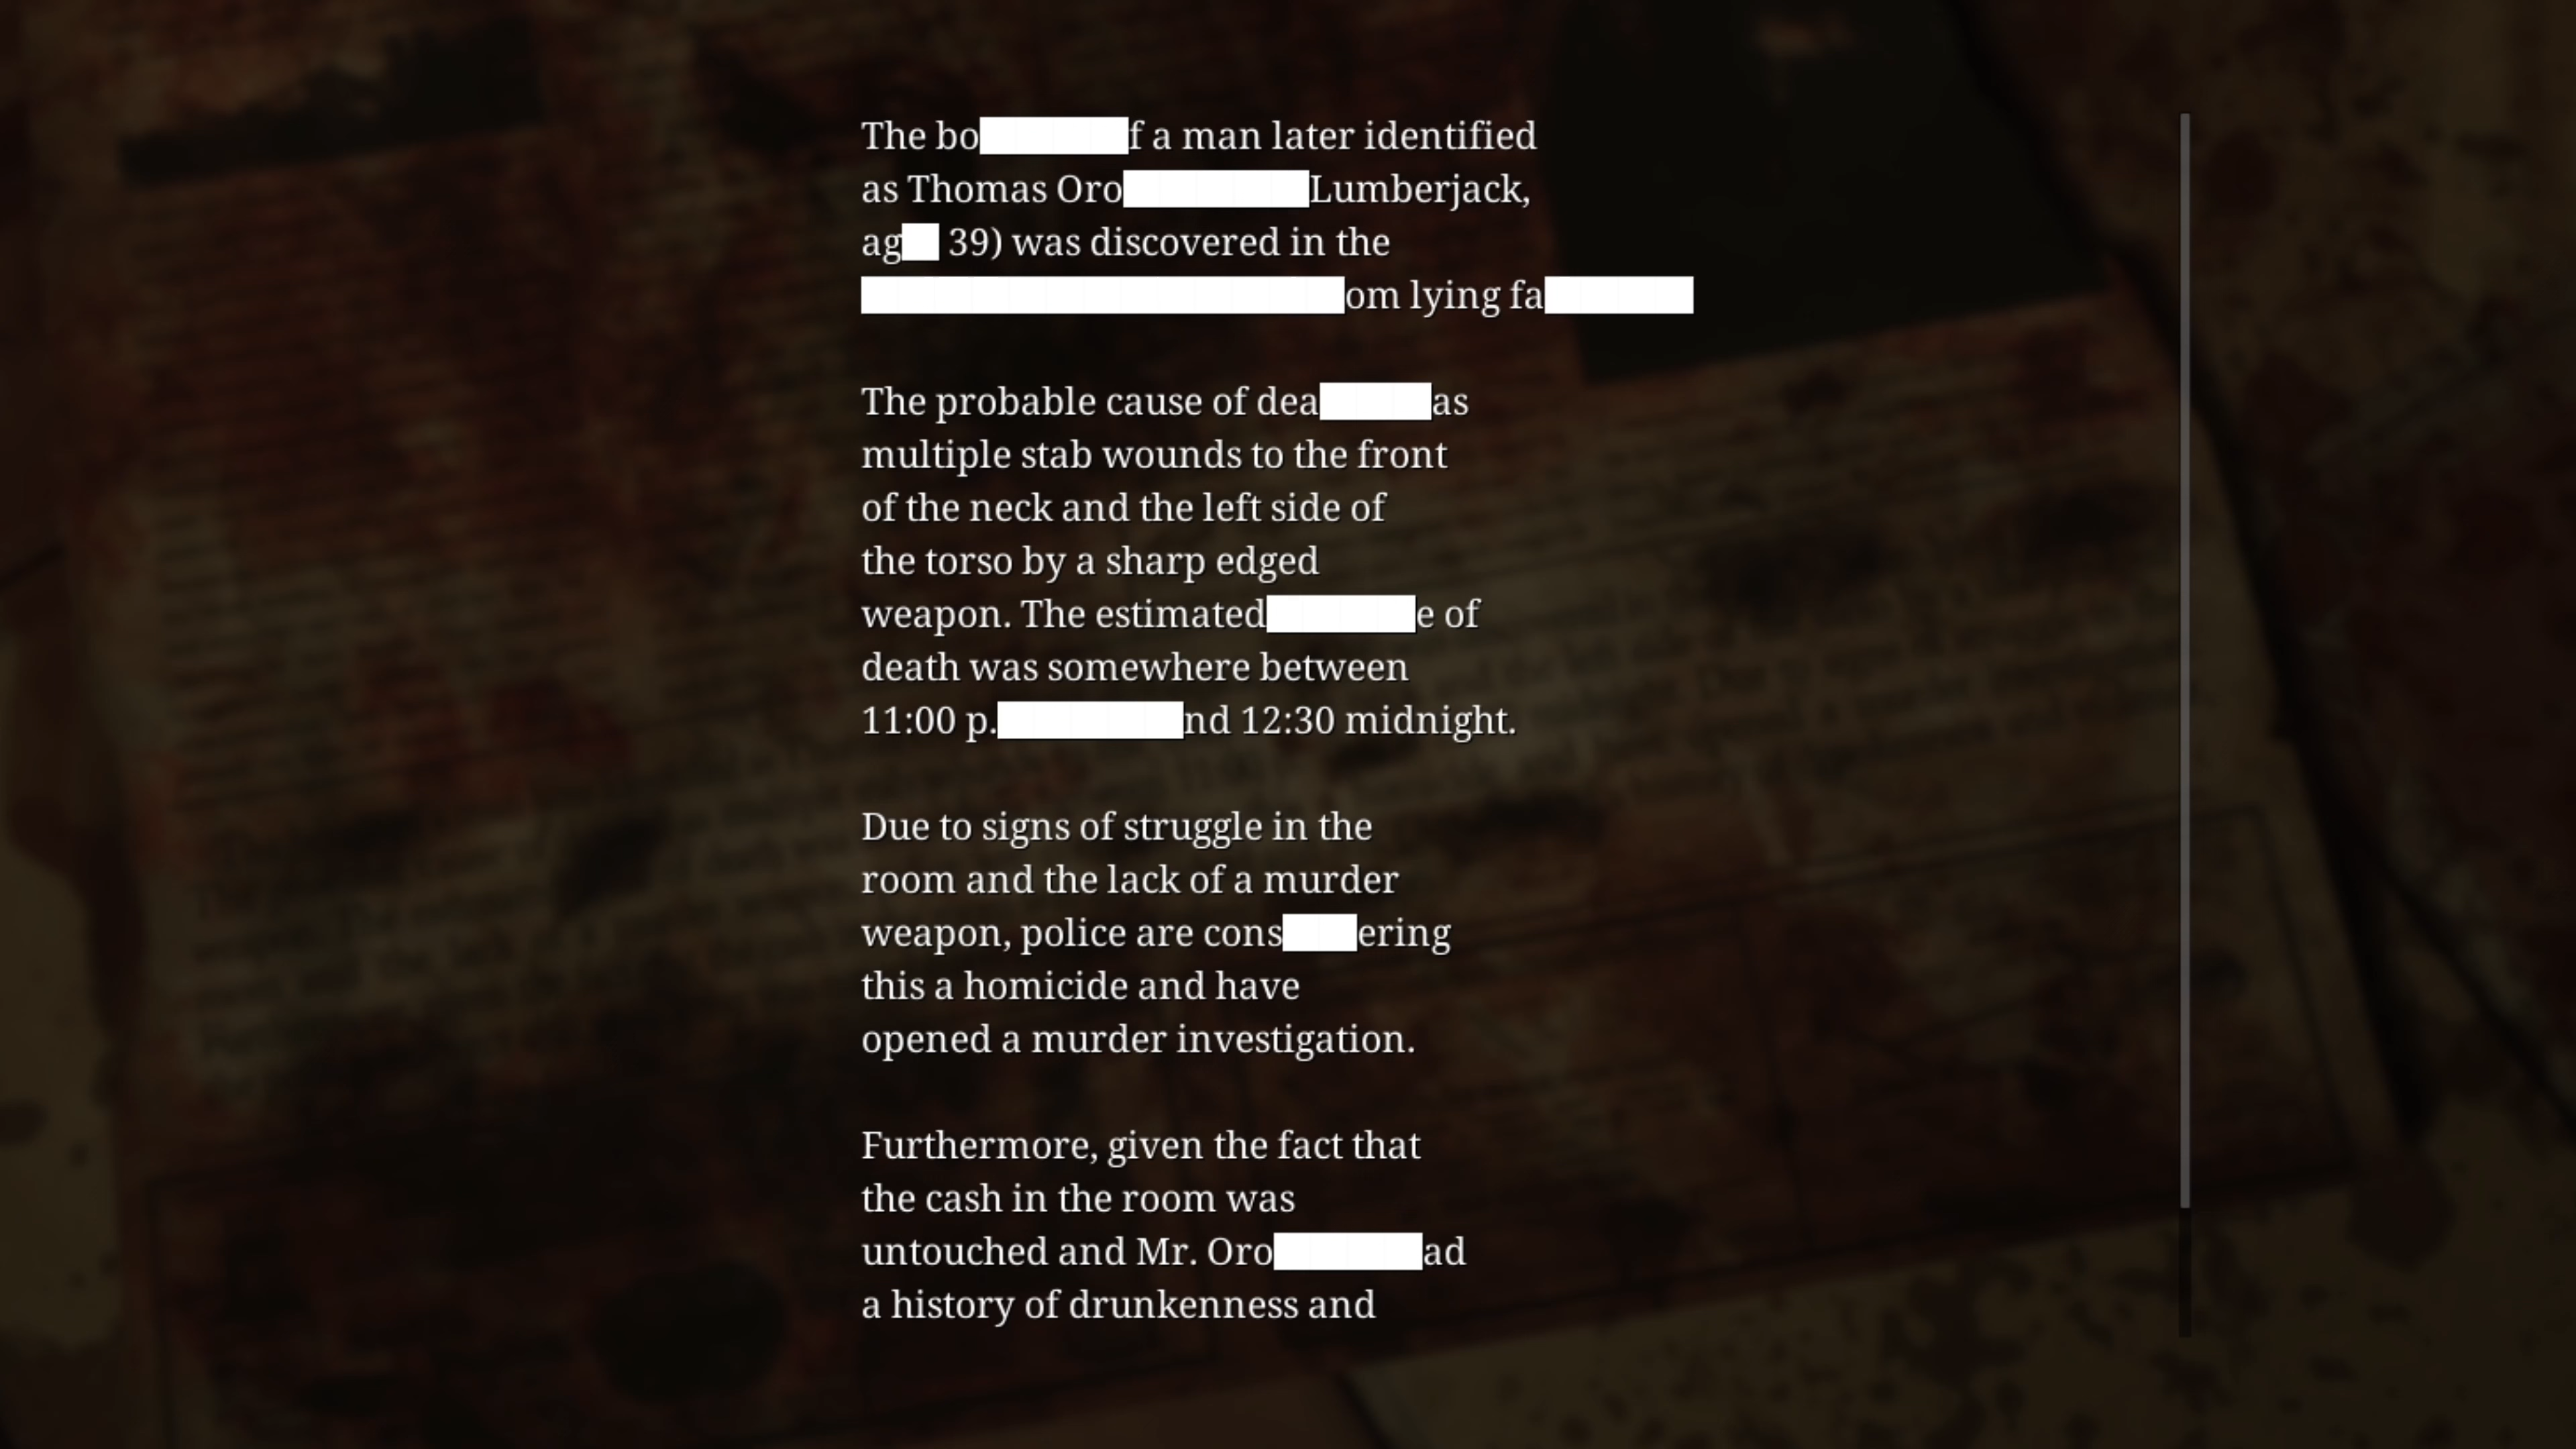 The bo████f a man later identified
as Thomas Oro█████Lumberjack,
ag█ 39) was discovered in the
█████████████om lying fa████
The probable cause of dea███as
multiple stab wounds to the front
of the neck and the left side of
the torso by a sharp edged
weapon. The estimated████e of
death was somewhere between
11:00 p.█████nd 12:30 midnight.
Due to signs of struggle in the
room and the lack of a murder
weapon, police are cons██ering
this a homicide and have
opened a murder investigation.
Furthermore, given the fact that
the cash in the room was
untouched and Mr. Oro████ad
a history of drunkenness and